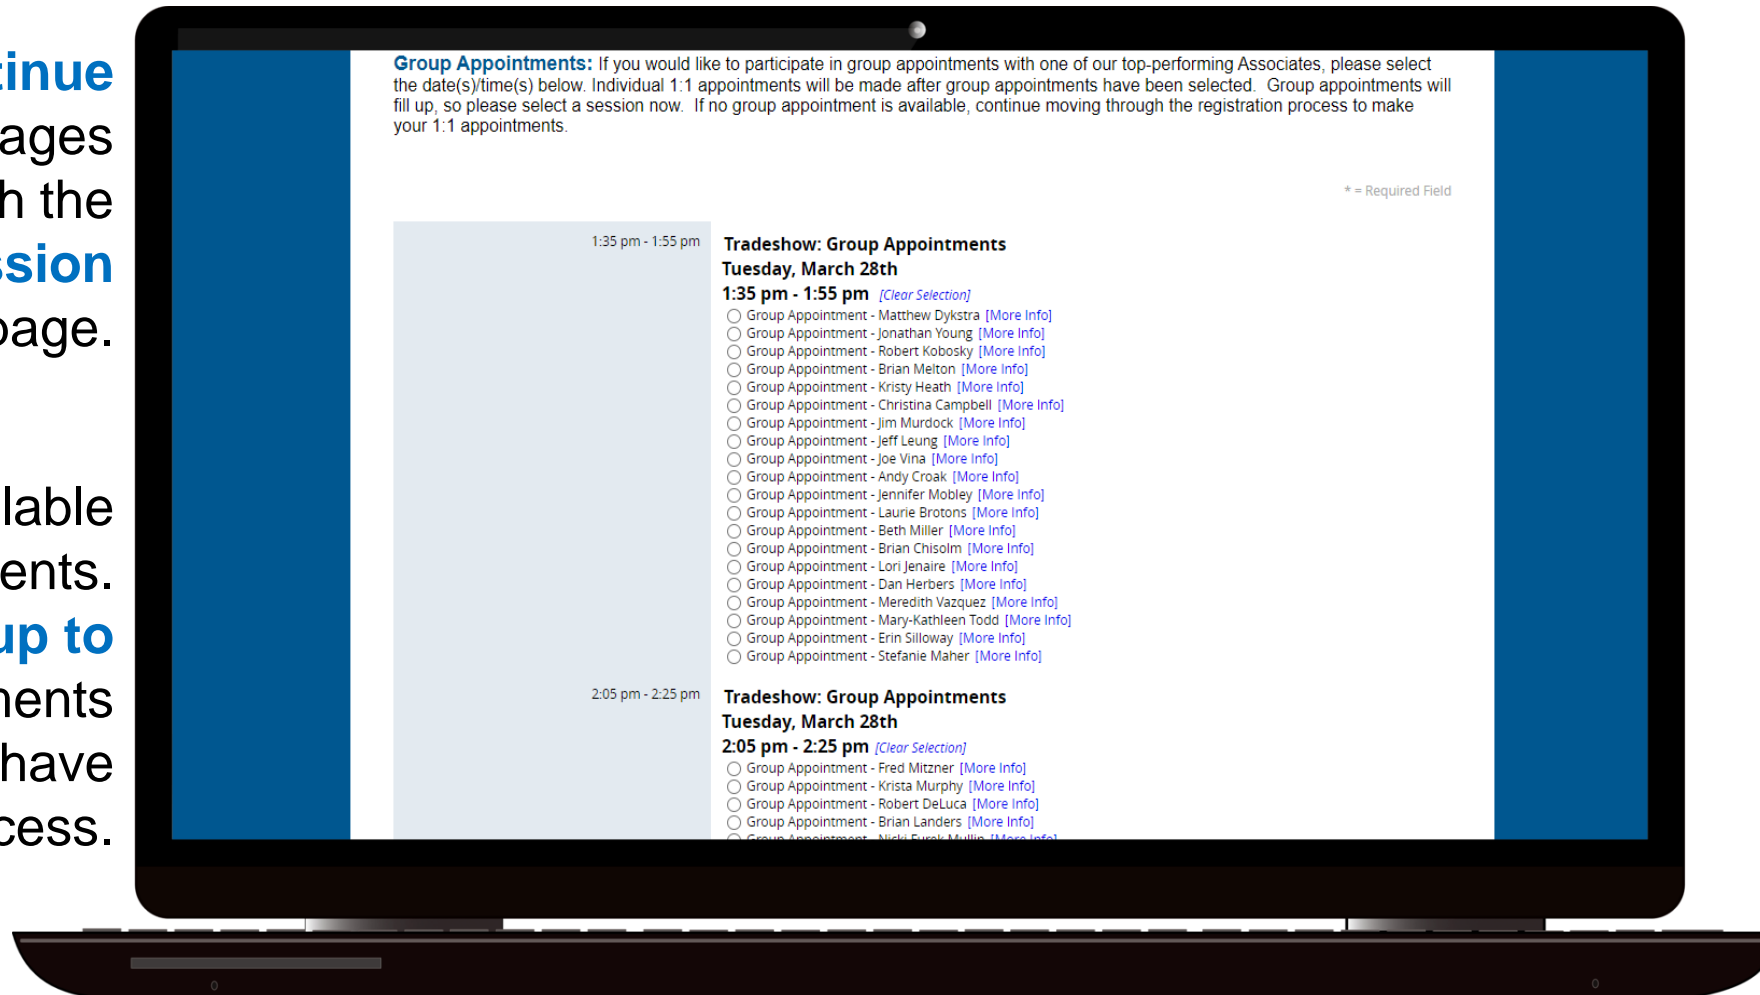 tinue
ages
h the
ssion
page.
lable
ents.
up to
nents
have
cess.
Group Appointments: If you would like to participate in group appointments with one of our top-performing Associates, please select
the date(s)/time(s) below. Individual 1:1 appointments will be made after group appointments have been selected.  Group appointments will
fill up, so please select a session now.  If no group appointment is available, continue moving through the registration process to make
your 1:1 appointments.
* = Required Field
1:35 pm - 1:55 pm
Tradeshow: Group Appointments
Tuesday, March 28th
1:35 pm - 1:55 pm [Clear Selection]
Group Appointment - Matthew Dykstra [More Info]
Group Appointment - Jonathan Young [More Info]
Group Appointment - Robert Kobosky [More Info]
Group Appointment - Brian Melton [More Info]
Group Appointment - Kristy Heath [More Info]
Group Appointment - Christina Campbell [More Info]
Group Appointment - Jim Murdock [More Info]
Group Appointment - Jeff Leung [More Info]
Group Appointment - Joe Vina [More Info]
Group Appointment - Andy Croak [More Info]
Group Appointment - Jennifer Mobley [More Info]
Group Appointment - Laurie Brotons [More Info]
Group Appointment - Beth Miller [More Info]
Group Appointment - Brian Chisolm [More Info]
Group Appointment - Lori Jenaire [More Info]
Group Appointment - Dan Herbers [More Info]
Group Appointment - Meredith Vazquez [More Info]
Group Appointment - Mary-Kathleen Todd [More Info]
Group Appointment - Erin Silloway [More Info]
Group Appointment - Stefanie Maher [More Info]
2:05 pm - 2:25 pm
Tradeshow: Group Appointments
Tuesday, March 28th
2:05 pm - 2:25 pm [Clear Selection]
Group Appointment - Fred Mitzner [More Info]
Group Appointment - Krista Murphy [More Info]
Group Appointment - Robert DeLuca [More Info]
Group Appointment - Brian Landers [More Info]
Group Appointment - Nicki Eurek Mullin [More Info]